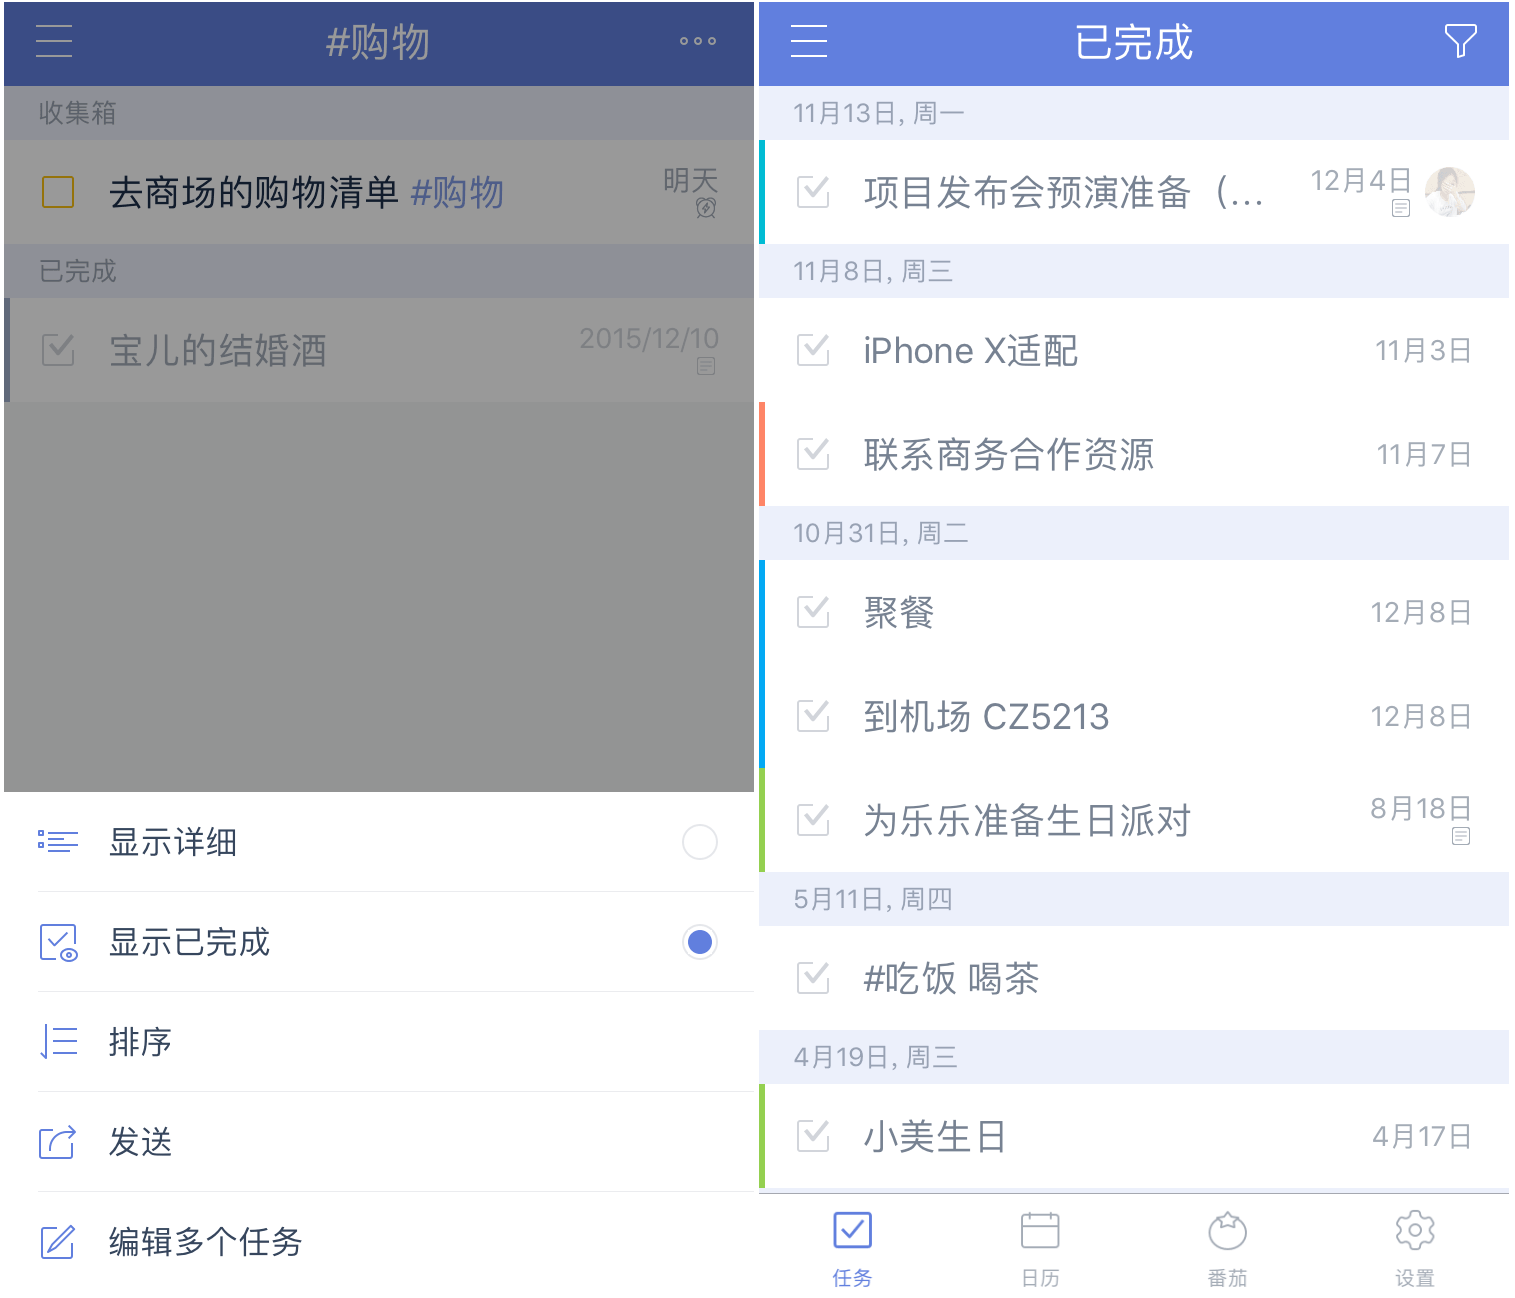 #购物
收集箱
去商场的购物清单 #购物
明天
已完成
宝儿的结婚酒
2015/12/10
显示详细
显示已完成
排序
发送
编辑多个任务
已完成
11月13日, 周一
项目发布会预演准备（...
12月4日
11月8日, 周三
iPhone X适配
11月3日
联系商务合作资源
11月7日
10月31日, 周二
聚餐
12月8日
到机场 CZ5213
12月8日
为乐乐准备生日派对
8月18日
5月11日, 周四
#吃饭 喝茶
4月19日, 周三
小美生日
4月17日
任务
日历
番茄
设置